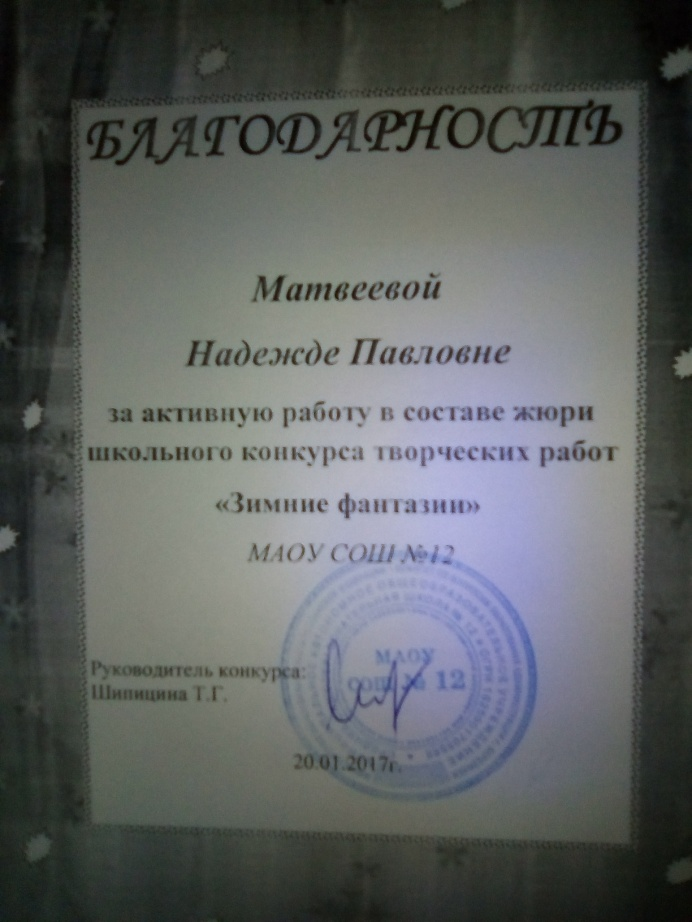 БЛАГОДАРНОСТЬ
Матвеевой
Надежде Павловне
за активную работу в составе жюри
школьного конкурса творческих работ
«Зимние фантазии»
МАОУ СОШ №12
МАОУ
СОШ № 12
Руководитель конкурса:
Шипицина Т.Г.
20.01.2017г.